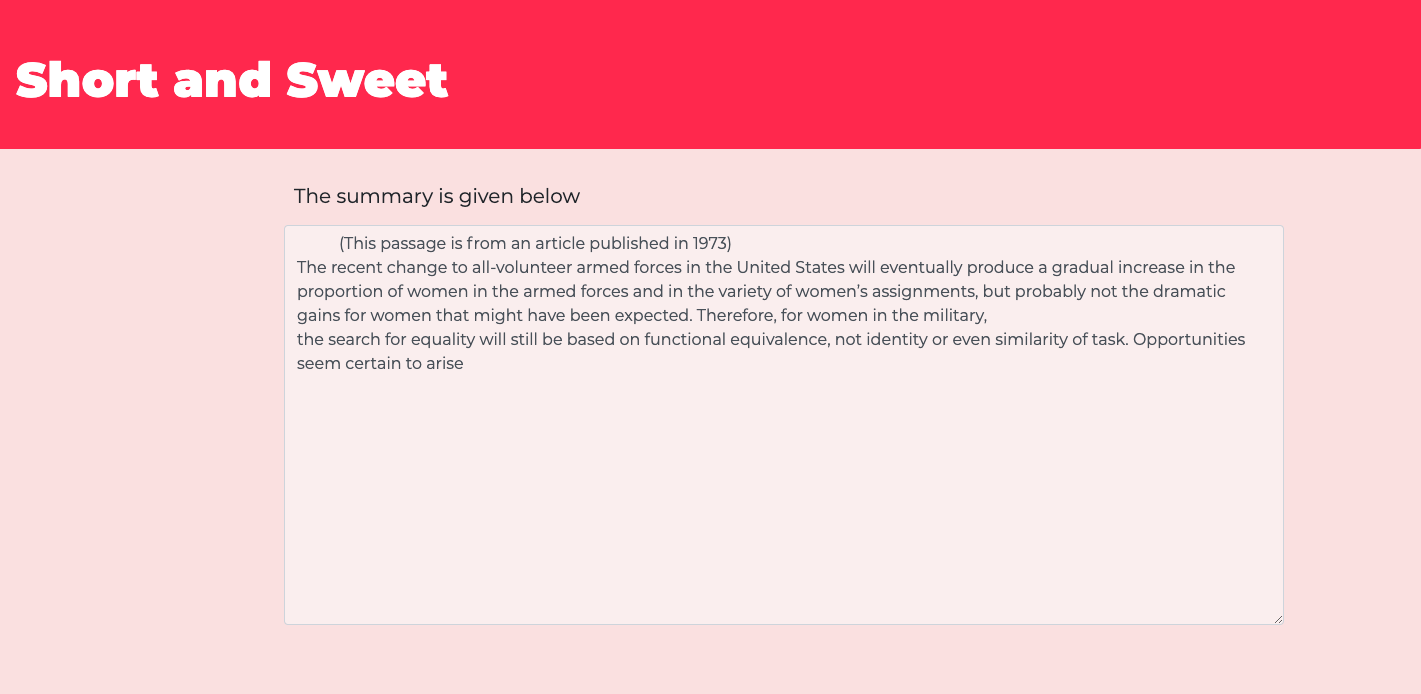 Short and Sweet
The summary is given below
(This passage is from an article published in 1973)
The recent change to all-volunteer armed forces in the United States will eventually produce a gradual increase in the
proportion of women in the armed forces and in the variety of women’s assignments, but probably not the dramatic
gains for women that might have been expected. Therefore, for women in the military,
the search for equality will still be based on functional equivalence, not identity or even similarity of task. Opportunities
seem certain to arise